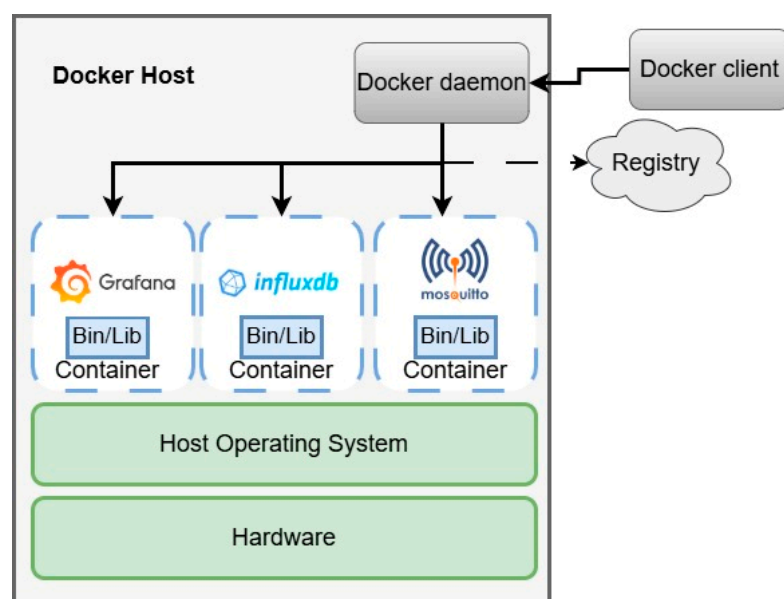 Docker Host
Docker daemon
Docker client
Registry
Grafana
influxdb
mosquitto
Bin/Lib
Bin/Lib
Bin/Lib
Container
Container
Container
Host Operating System
Hardware